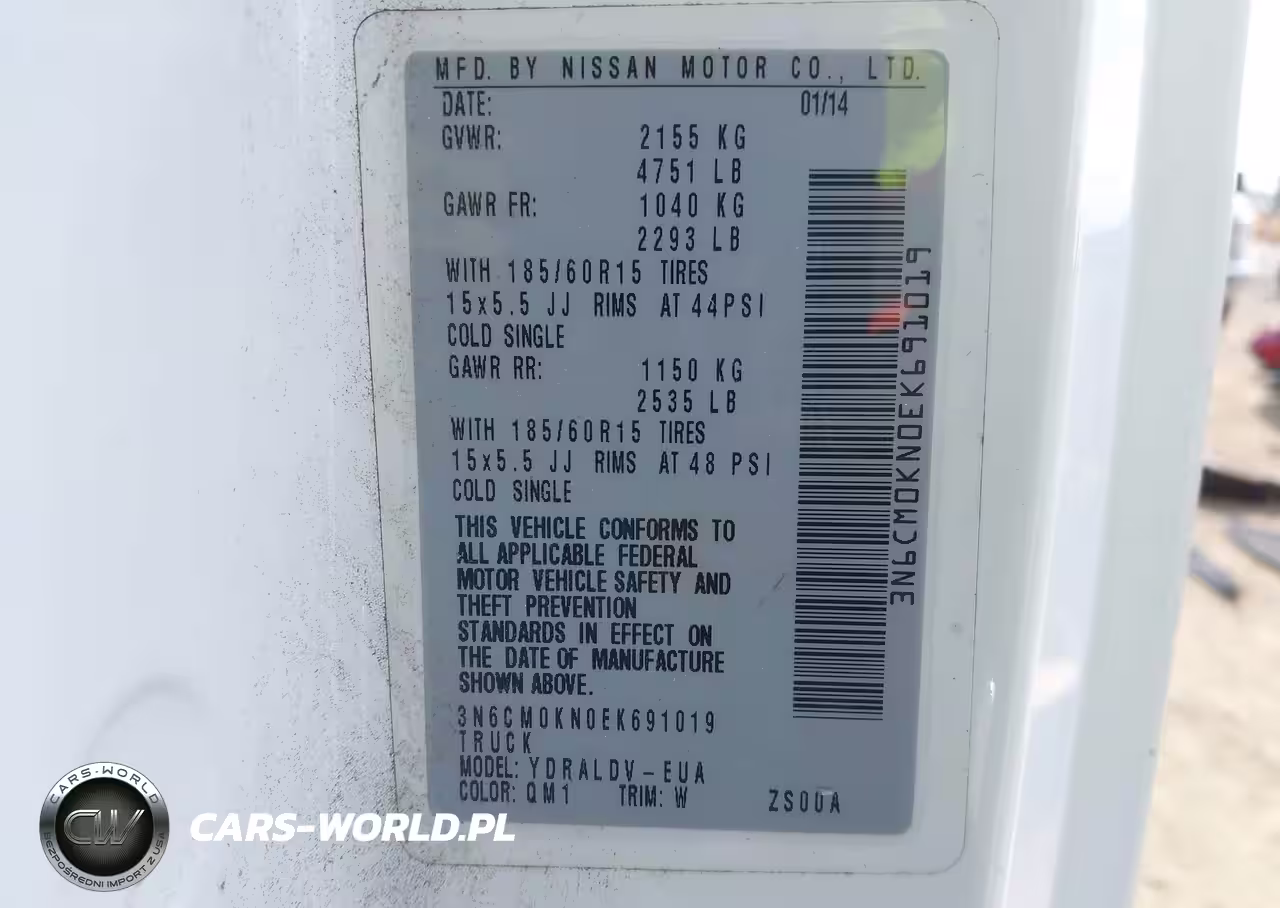 MFD. BY NISSAN MOTOR CO., LTD.
DATE: 01/14
GVWR: 2155 KG
4751 LB
GAWR FR: 1040 KG
2293 LB
WITH 185/60R15 TIRES
15x5.5 JJ RIMS AT 44PSI
COLD SINGLE
GAWR RR: 1150 KG
2535 LB
WITH 185/60R15 TIRES
15x5.5 JJ RIMS AT 48 PSI
COLD SINGLE
THIS VEHICLE CONFORMS TO
ALL APPLICABLE FEDERAL
MOTOR VEHICLE SAFETY AND
THEFT PREVENTION
STANDARDS IN EFFECT ON
THE DATE OF MANUFACTURE
SHOWN ABOVE.
3N6CM0KN0EK691019
TRUCK
MODEL: YDRALDV-EUA
COLOR: QM1 TRIM: W ZS00A
3N6CM0KN0EK691019
CARS-WORLD
CW
BEZPOŚREDNI IMPORT Z USA
CARS-WORLD.PL